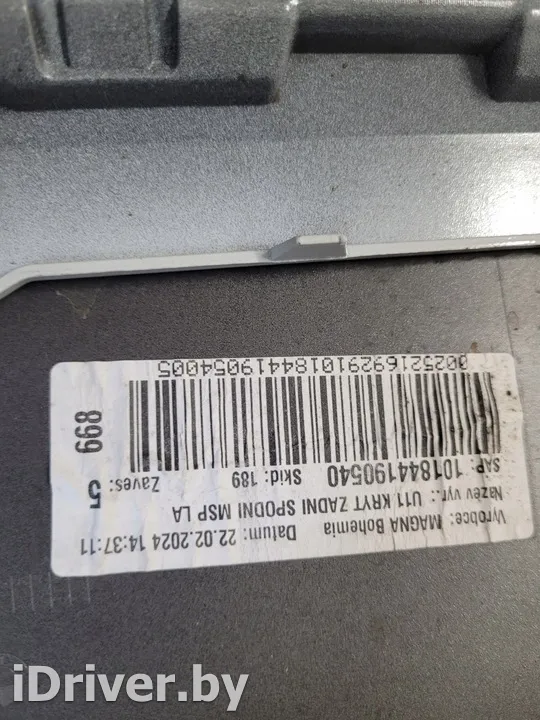 Vyrobce: MAGNA Bohemia
Datum: 22.02.2024 14:37:11
Nazev vyr.: U11 KRYT ZADNI SPODNI MSP LA
SAP: 101844190540
Skid: 189
Zaves: 5
899
002521692910184419054005
iDriver.by